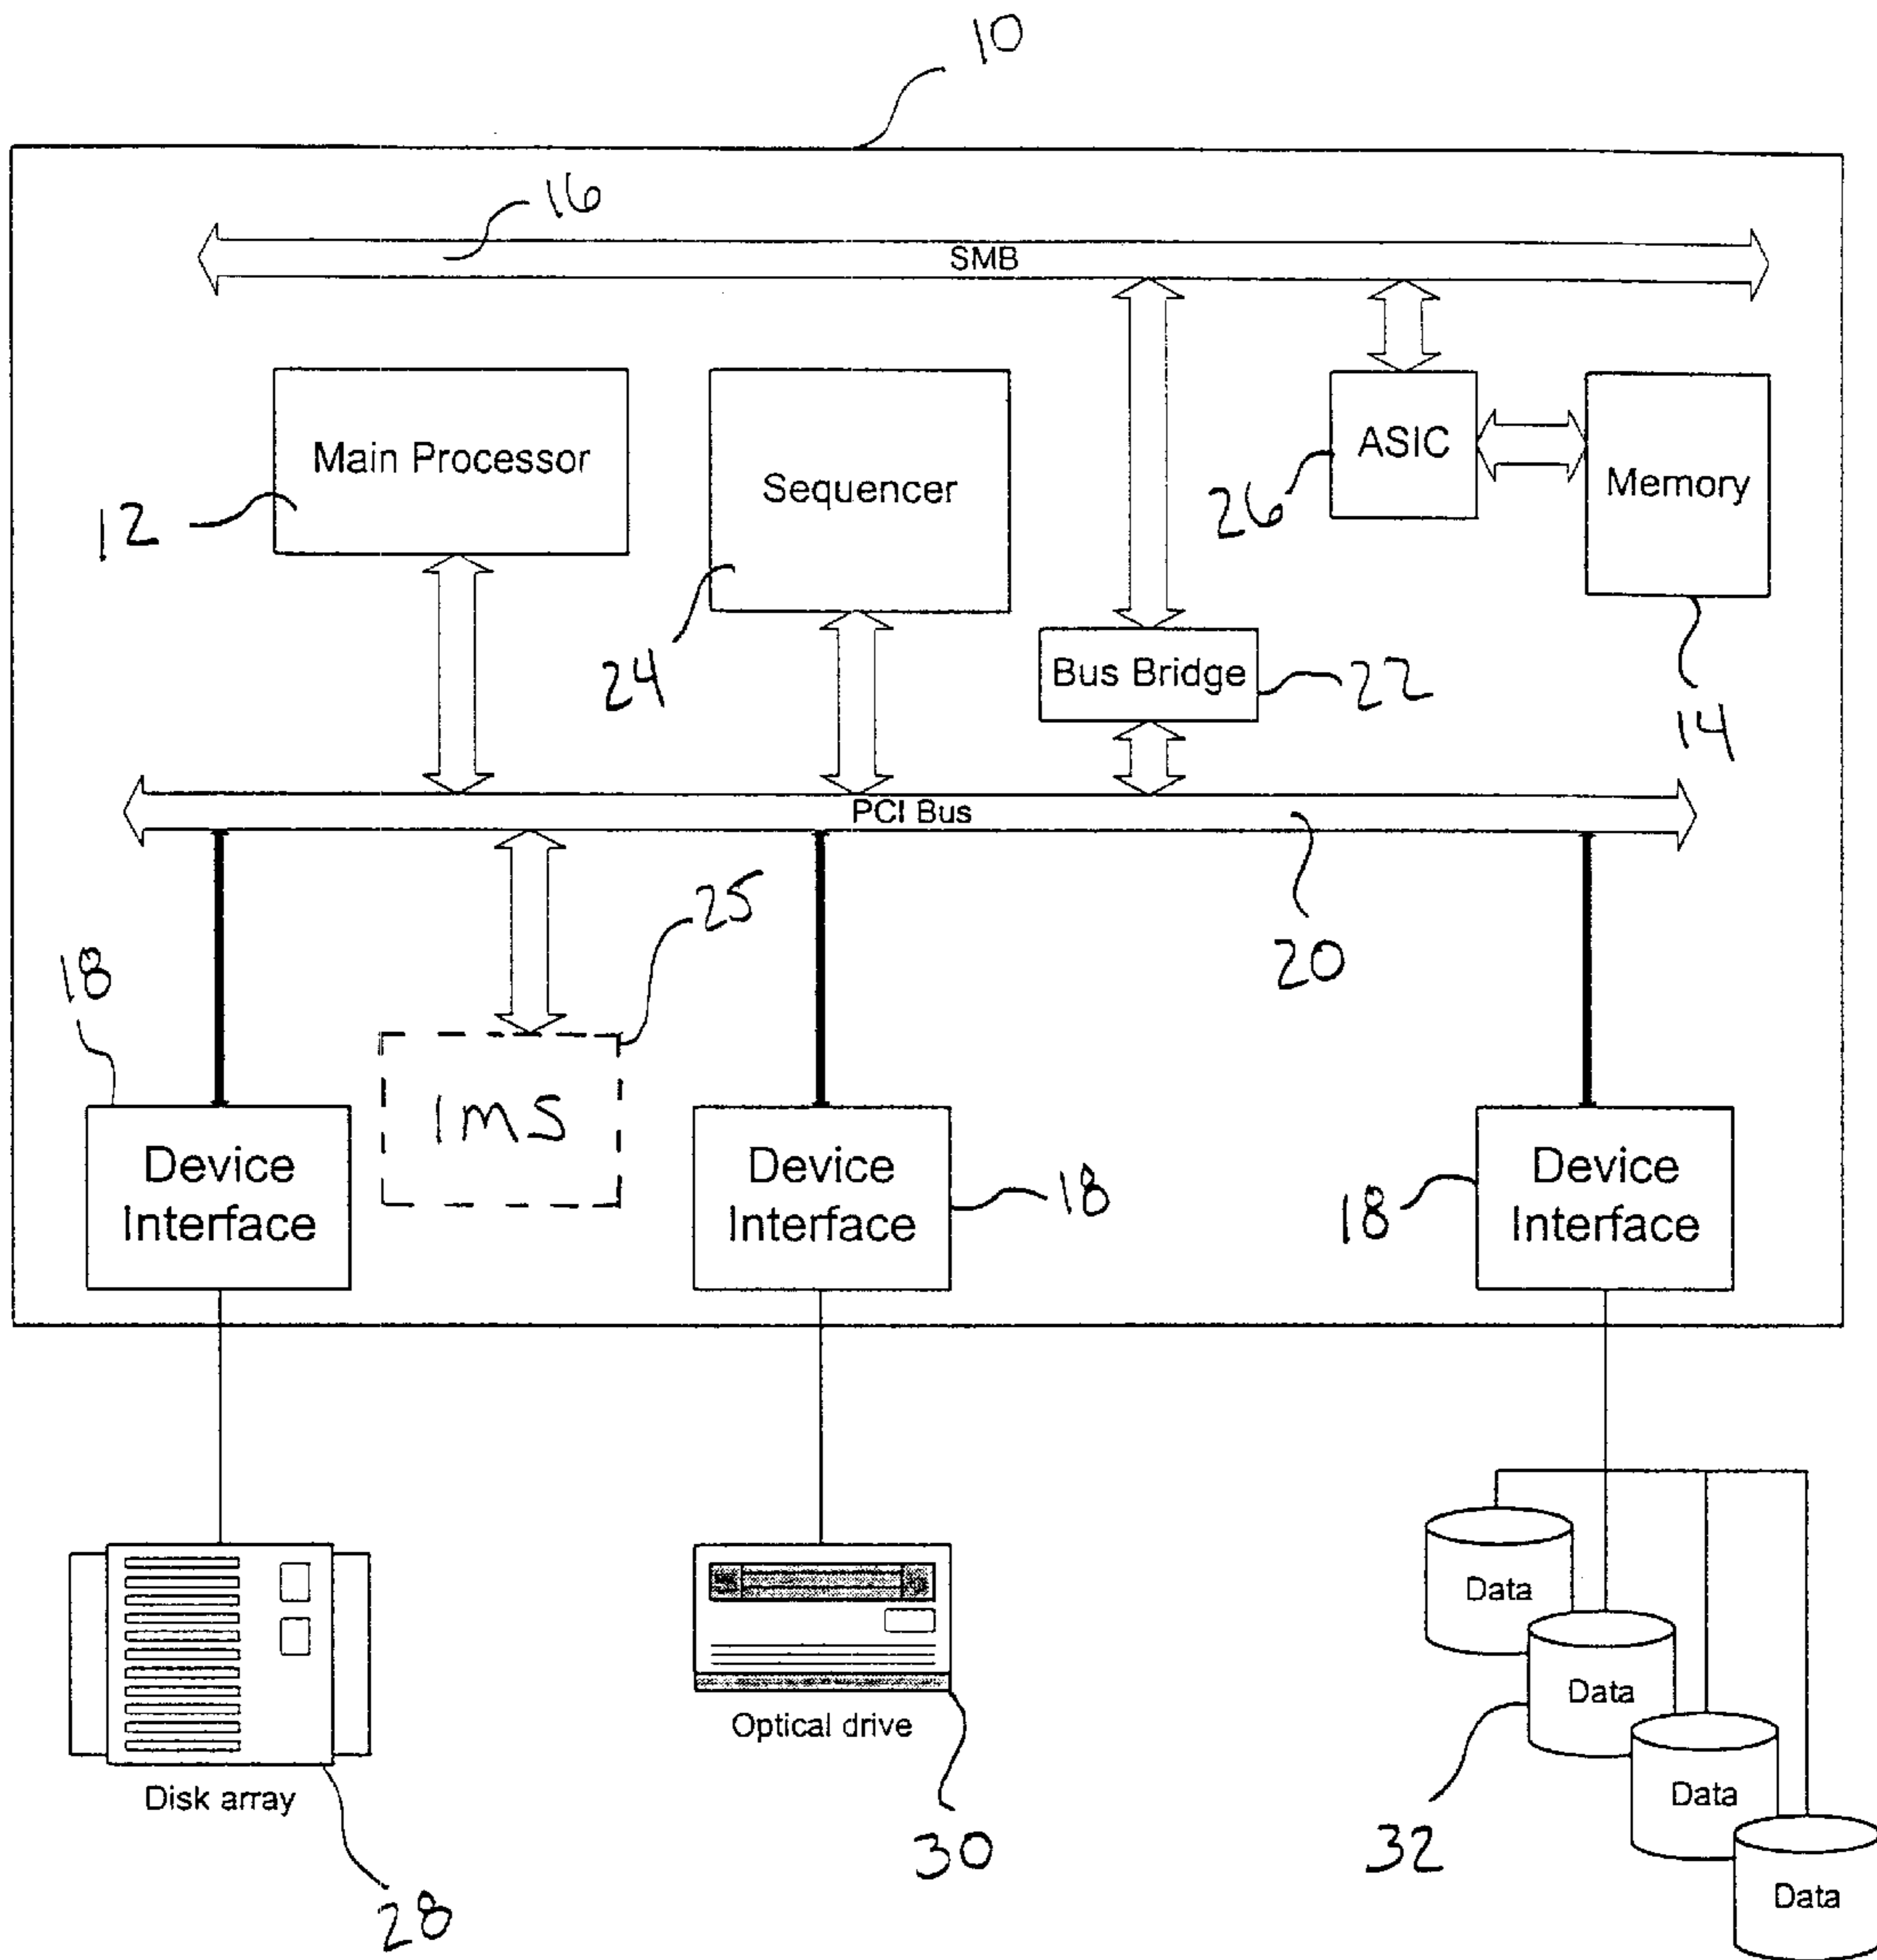 10
16
SMB
Main Processor
12
Sequencer
24
ASIC
26
Memory
14
Bus Bridge
22
PCI Bus
20
25
18
IMS
Device
Interface
Device
Interface
18
Device
Interface
18
Disk array
28
Optical drive
30
Data
Data
Data
Data
32